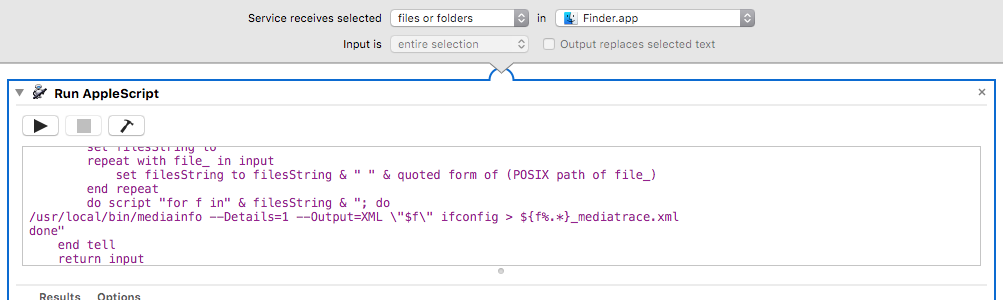 Service receives selected files or folders in Finder.app
Input is entire selection Output replaces selected text
Run AppleScript
set filesString to
repeat with file_ in input
set filesString to filesString & " " & quoted form of (POSIX path of file_)
end repeat
do script "for f in" & filesString & "; do
/usr/local/bin/mediainfo --Details=1 --Output=XML \"$f\" ifconfig > ${f%.*}_mediatrace.xml
done"
end tell
return input
Results Options